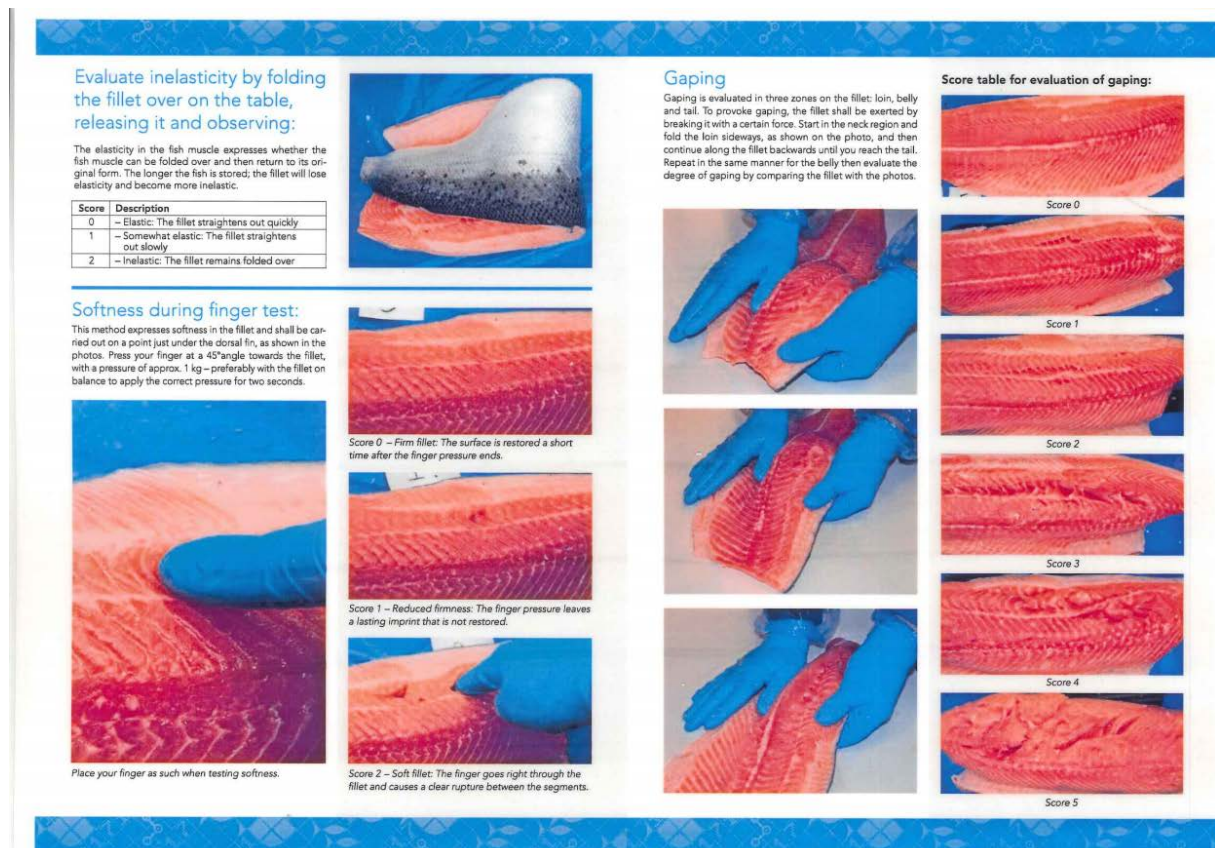 Evaluate inelasticity by folding
the fillet over on the table,
releasing it and observing:
The elasticity in the fish muscle expresses whether the
fish muscle can be folded over and then return to its ori-
ginal form. The longer the fish is stored; the fillet will lose
elasticity and become more inelastic.
Score Description
0 – Elastic: The fillet straightens out quickly
1 – Somewhat elastic: The fillet straightens
out slowly
2 – Inelastic: The fillet remains folded over
Softness during finger test:
This method expresses softness in the fillet and shall be car-
ried out on a point just under the dorsal fin, as shown in the
photos. Press your finger at a 45°angle towards the fillet,
with a pressure of approx. 1 kg – preferably with the fillet on
balance to apply the correct pressure for two seconds.
Place your finger as such when testing softness.
Score 0 – Firm fillet: The surface is restored a short
time after the finger pressure ends.
Score 1 – Reduced firmness: The finger pressure leaves
a lasting imprint that is not restored.
Score 2 – Soft fillet: The finger goes right through the
fillet and causes a clear rupture between the segments.
Gaping
Gaping is evaluated in three zones on the fillet: loin, belly
and tail. To provoke gaping, the fillet shall be exerted by
breaking it with a certain force. Start in the neck region and
fold the loin sideways, as shown on the photo, and then
continue along the fillet backwards until you reach the tail.
Repeat in the same manner for the belly then evaluate the
degree of gaping by comparing the fillet with the photos.
Score table for evaluation of gaping:
Score 0
Score 1
Score 2
Score 3
Score 4
Score 5